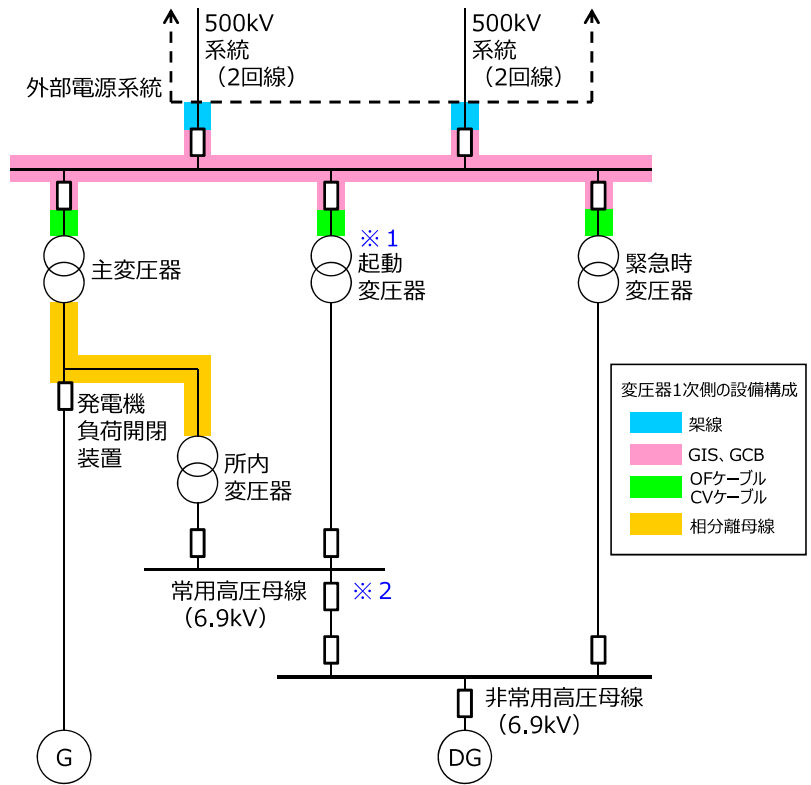 500kV
系統
（2回線）
500kV
系統
（2回線）
外部電源系統
主変圧器
※1
起動
変圧器
緊急時
変圧器
発電機
負荷開閉
装置
所内
変圧器
変圧器1次側の設備構成
架線
GIS、GCB
OFケーブル
CVケーブル
相分離母線
常用高圧母線
（6.9kV）
※2
非常用高圧母線
（6.9kV）
G
DG